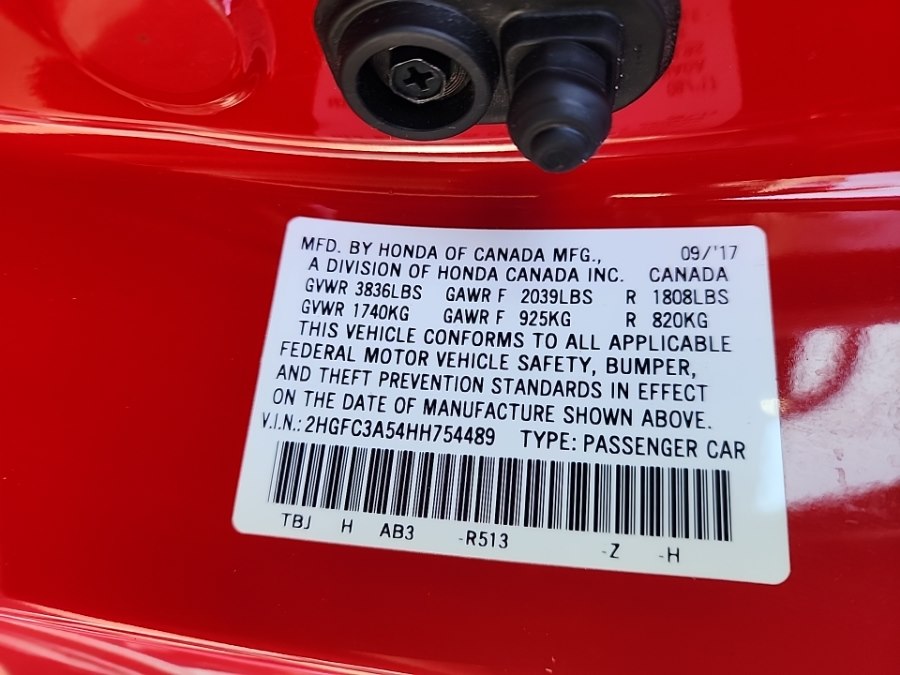 MFD. BY HONDA OF CANADA MFG., 09/'17
A DIVISION OF HONDA CANADA INC. CANADA
GVWR 3836LBS GAWR F 2039LBS R 1808LBS
GVWR 1740KG GAWR F 925KG R 820KG
THIS VEHICLE CONFORMS TO ALL APPLICABLE
FEDERAL MOTOR VEHICLE SAFETY, BUMPER,
AND THEFT PREVENTION STANDARDS IN EFFECT
ON THE DATE OF MANUFACTURE SHOWN ABOVE.
V.I.N.: 2HGFC3A54HH754489 TYPE: PASSENGER CAR
TBJ H AB3 -R513 -Z -H